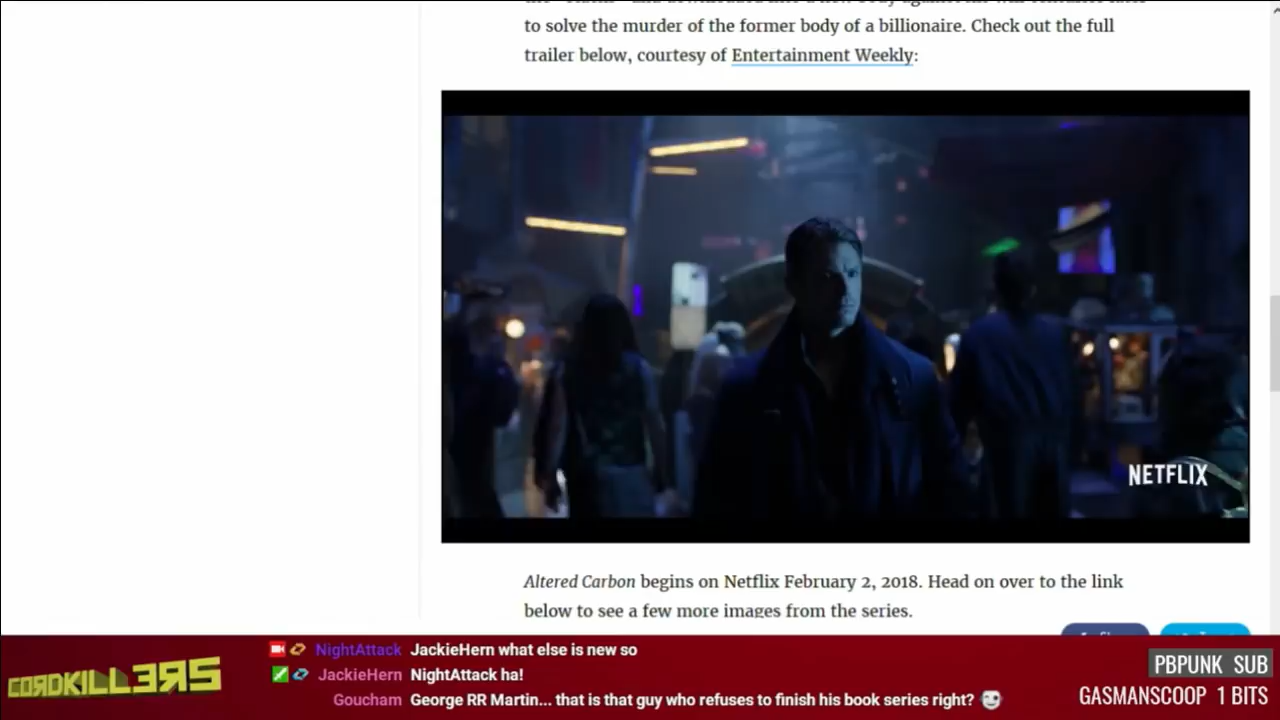 to solve the murder of the former body of a billionaire. Check out the full
trailer below, courtesy of Entertainment Weekly:
NETFLIX
Altered Carbon begins on Netflix February 2, 2018. Head on over to the link
below to see a few more images from the series.
CORDKILL3RS
NightAttack JackieHern what else is new so
JackieHern NightAttack ha!
Goucham George RR Martin... that is that guy who refuses to finish his book series right?
PBPUNK SUB
GASMANSCOOP 1 BITS